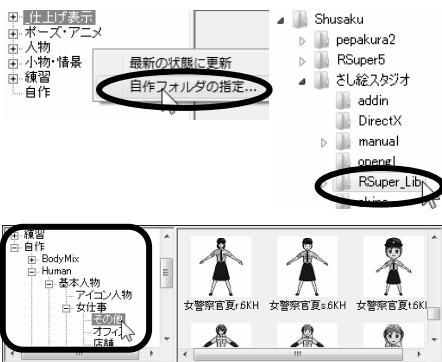 仕上げ表示
ポーズ・アニメ
人物
小物・情景
練習
自作
最新の状態に更新
自作フォルダの指定...
Shusaku
pepakura2
RSuper5
さし絵スタジオ
addin
DirectX
manual
opengl
RSuper_Lib
練習
自作
BodyMix
Human
基本人物
アイコン人物
女仕事
その他
オフィ
店舗
女警察官夏r.6KH
女警察官夏s.6KH
女警察官夏t.6KI